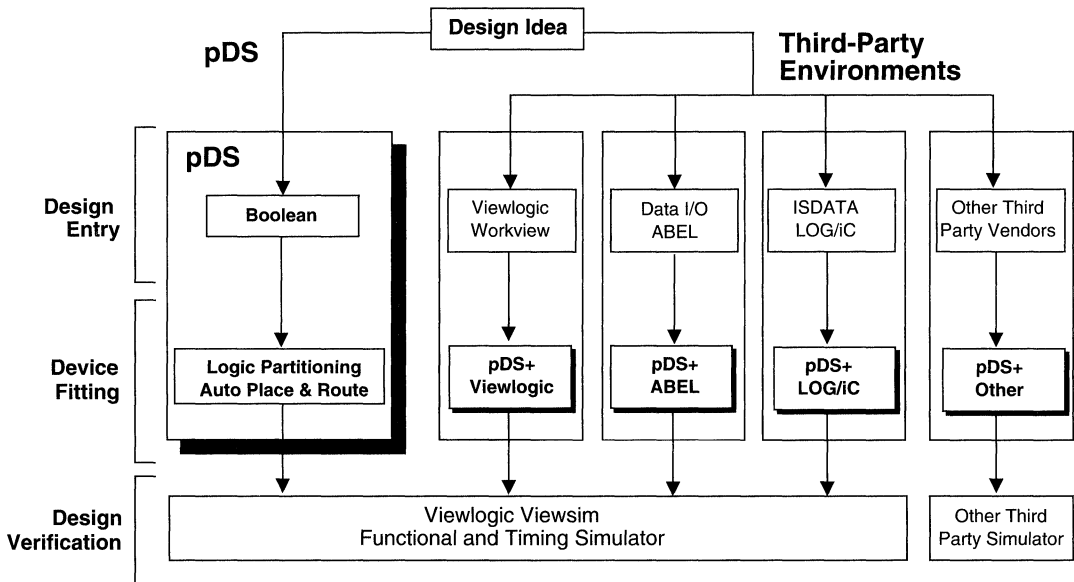 Design Idea
pDS
Third-Party
Environments
Design
Entry
pDS
Boolean
Viewlogic
Workview
Data I/O
ABEL
ISDATA
LOG/iC
Other Third
Party Vendors
Device
Fitting
Logic Partitioning
Auto Place & Route
pDS+
Viewlogic
pDS+
ABEL
pDS+
LOG/iC
pDS+
Other
Design
Verification
Viewlogic Viewsim
Functional and Timing Simulator
Other Third
Party Simulator